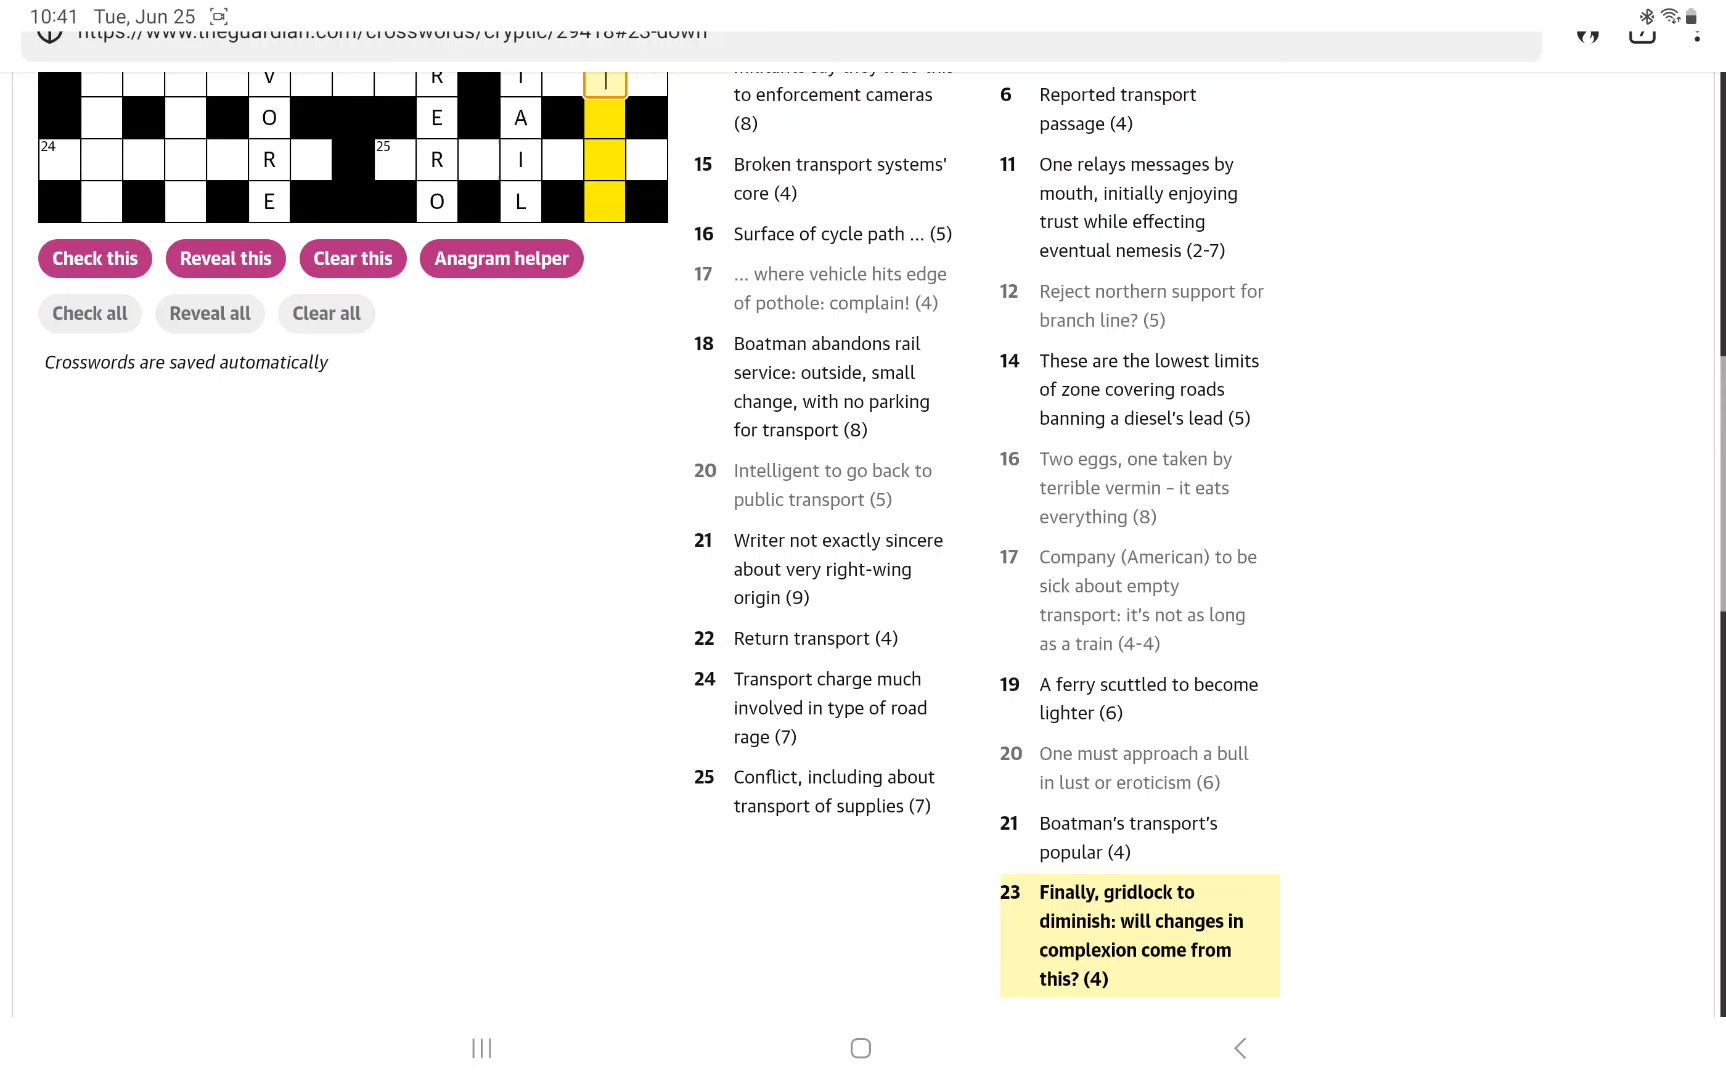 10:41 Tue, Jun 25
https://www.theguardian.com/crosswords/cryptic/29418#23-down
V R I
O E A
24 R 25 R I
E O L
Check this Reveal this Clear this Anagram helper
Check all Reveal all Clear all
Crosswords are saved automatically
to enforcement cameras
(8)
15 Broken transport systems'
core (4)
16 Surface of cycle path ... (5)
17 ... where vehicle hits edge
of pothole: complain! (4)
18 Boatman abandons rail
service: outside, small
change, with no parking
for transport (8)
20 Intelligent to go back to
public transport (5)
21 Writer not exactly sincere
about very right-wing
origin (9)
22 Return transport (4)
24 Transport charge much
involved in type of road
rage (7)
25 Conflict, including about
transport of supplies (7)
6 Reported transport
passage (4)
11 One relays messages by
mouth, initially enjoying
trust while effecting
eventual nemesis (2-7)
12 Reject northern support for
branch line? (5)
14 These are the lowest limits
of zone covering roads
banning a diesel's lead (5)
16 Two eggs, one taken by
terrible vermin – it eats
everything (8)
17 Company (American) to be
sick about empty
transport: it's not as long
as a train (4-4)
19 A ferry scuttled to become
lighter (6)
20 One must approach a bull
in lust or eroticism (6)
21 Boatman's transport's
popular (4)
23 Finally, gridlock to
diminish: will changes in
complexion come from
this? (4)